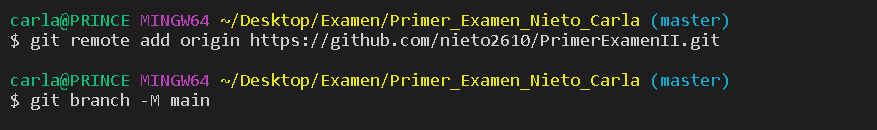 carla@PRINCE MINGW64 ~/Desktop/Examen/Primer_Examen_Nieto_Carla (master)
$ git remote add origin https://github.com/nieto2610/PrimerExamenII.git
carla@PRINCE MINGW64 ~/Desktop/Examen/Primer_Examen_Nieto_Carla (master)
$ git branch -M main